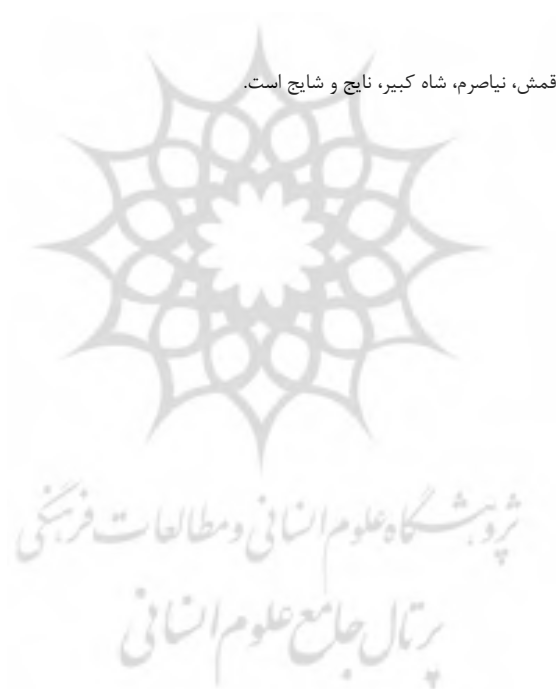 قمش، نیاصرم، شاه کبیر، نایج و شایج است.
پژوهشگاه علوم انسانی و مطالعات فرهنگی
پرتال جامع علوم انسانی